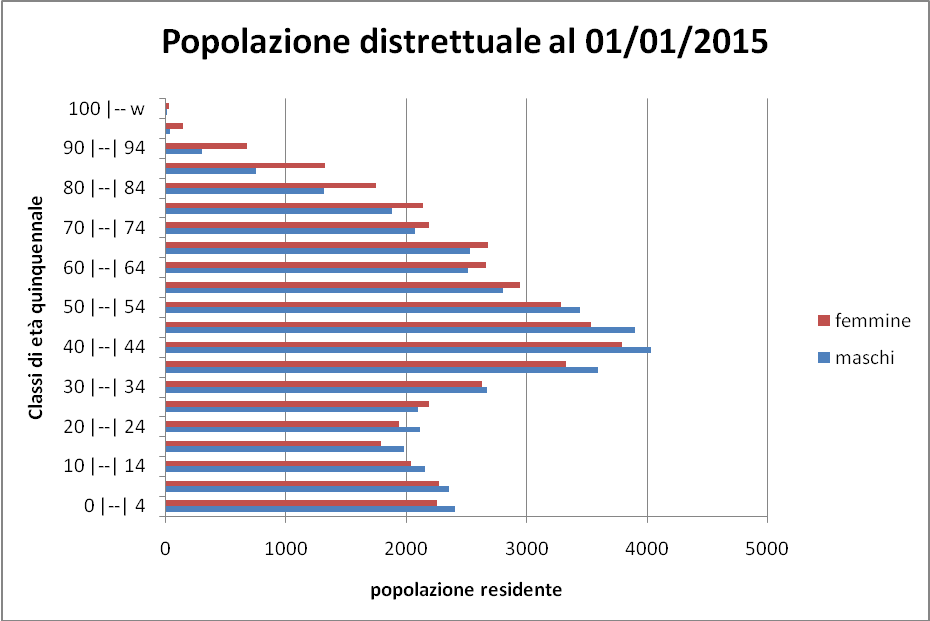 Popolazione distrettuale al 01/01/2015
Classi di età quinquennale
100 |-- w
90 |--| 94
80 |--| 84
70 |--| 74
60 |--| 64
50 |--| 54
40 |--| 44
30 |--| 34
20 |--| 24
10 |--| 14
0 |--| 4
0 1000 2000 3000 4000 5000
popolazione residente
femmine
maschi